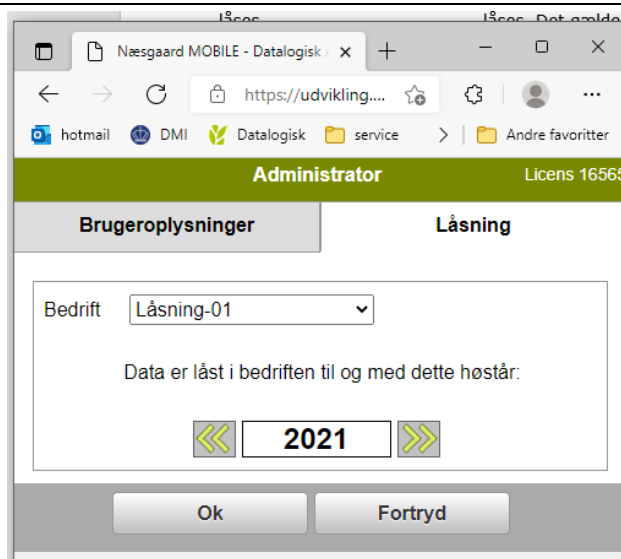 låses
låses. Det gælde
Næsgaard MOBILE - Datalogisk
https://udvikling....
hotmail DMI Datalogisk service Andre favoritter
Administrator Licens 16565
Brugeroplysninger Låsning
Bedrift Låsning-01
Data er låst i bedriften til og med dette høstår:
2021
Ok Fortryd